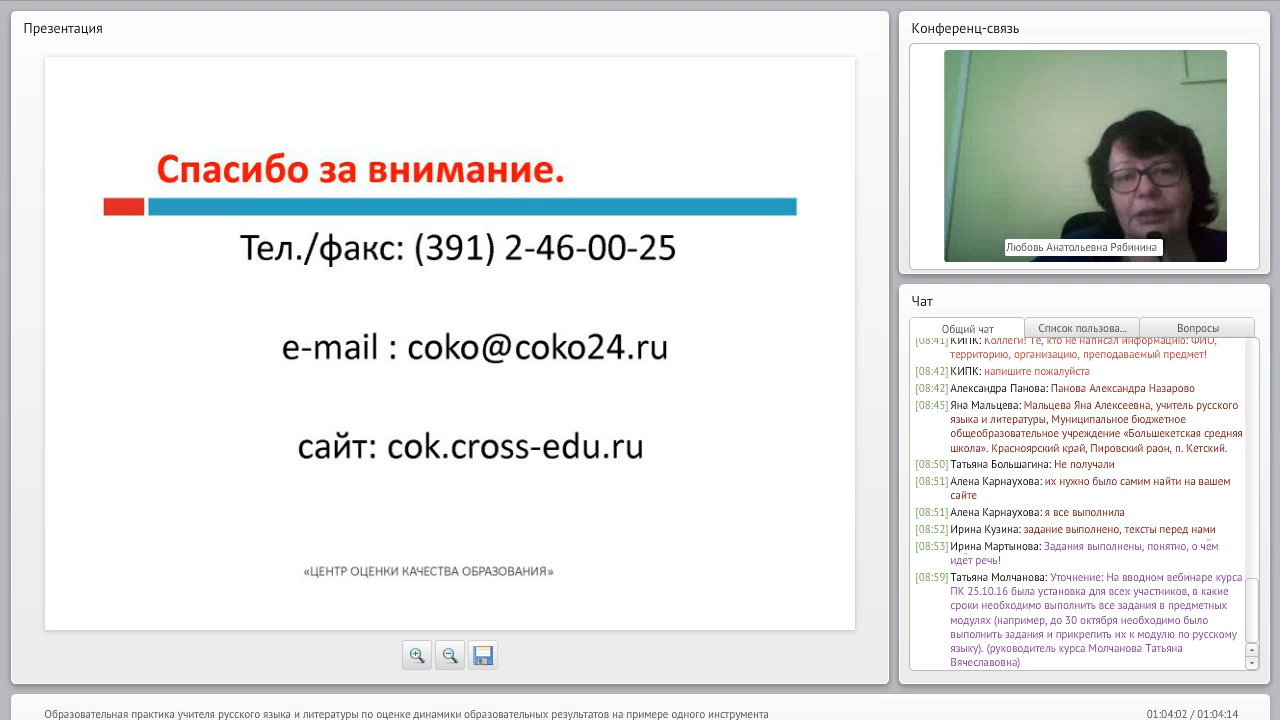 Презентация
Спасибо за внимание.
Тел./факс: (391) 2-46-00-25
e-mail : coko@coko24.ru
сайт: cok.cross-edu.ru
«ЦЕНТР ОЦЕНКИ КАЧЕСТВА ОБРАЗОВАНИЯ»
Конференц-связь
Любовь Анатольевна Рябинина
Чат
Общий чат
Список пользова...
Вопросы
[08:41] КИПК: Коллеги! Те, кто не написал информацию: ФИО,
территорию, организацию, преподаваемый предмет!
[08:42] КИПК: напишите пожалуйста
[08:42] Александра Панова: Панова Александра Назарово
[08:45] Яна Мальцева: Мальцева Яна Алексеевна, учитель русского
языка и литературы, Муниципальное бюджетное
общеобразовательное учреждение «Большекетская средняя
школа». Красноярский край, Пировский раон, п. Кетский.
[08:50] Татьяна Большагина: Не получали
[08:51] Алена Карнаухова: их нужно было самим найти на вашем
сайте
[08:51] Алена Карнаухова: я все выполнила
[08:52] Ирина Кузина: задание выполнено, тексты перед нами
[08:53] Ирина Мартынова: Задания выполнены, понятно, о чём
идёт речь!
[08:59] Татьяна Молчанова: Уточнение: На вводном вебинаре курса
ПК 25.10.16 была установка для всех участников, в какие
сроки необходимо выполнить все задания в предметных
модулях (например, до 30 октября необходимо было
выполнить задания и прикрепить их к модулю по русскому
языку). (руководитель курса Молчанова Татьяна
Вячеславовна)
Образовательная практика учителя русского языка и литературы по оценке динамики образовательных результатов на примере одного инструмента
01:04:02 / 01:04:14